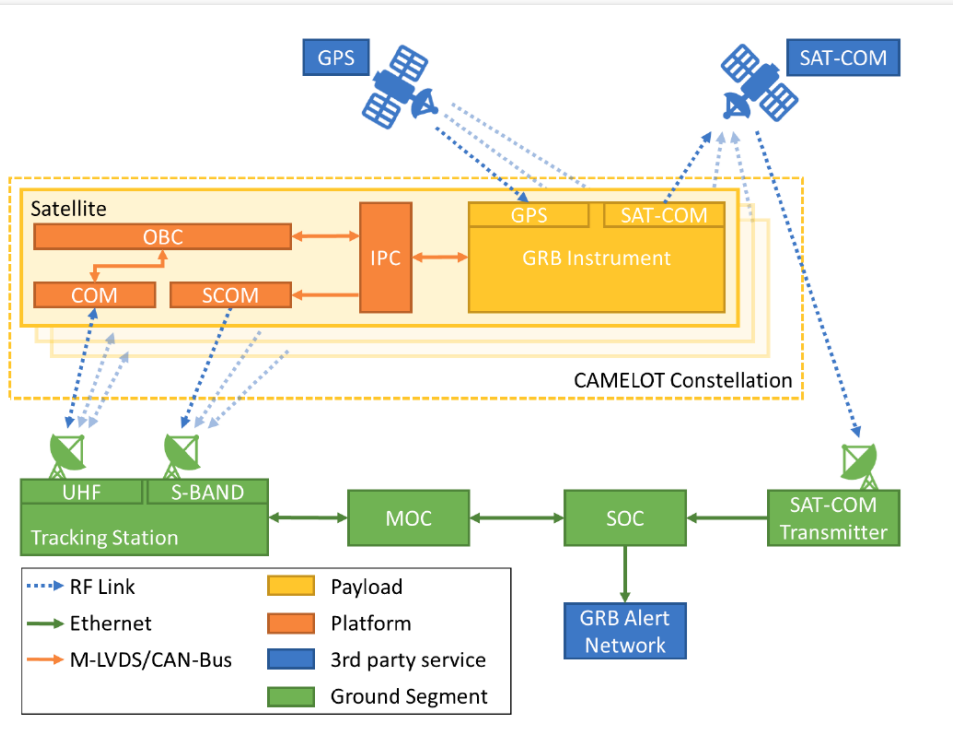 GPS
SAT-COM
Satellite
OBC
IPC
GPS
SAT-COM
GRB Instrument
COM
SCOM
CAMELOT Constellation
UHF
S-BAND
Tracking Station
MOC
SOC
SAT-COM
Transmitter
GRB Alert
Network
RF Link
Payload
Ethernet
Platform
M-LVDS/CAN-Bus
3rd party service
Ground Segment